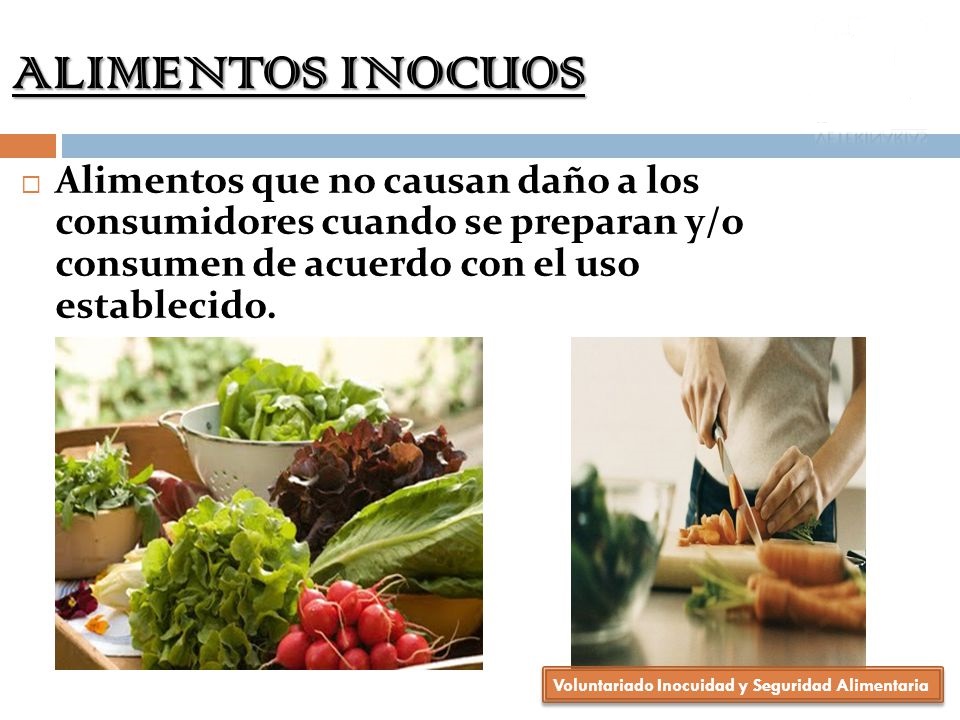 ALIMENTOS INOCUOS
Alimentos que no causan daño a los
consumidores cuando se preparan y/o
consumen de acuerdo con el uso
establecido.
Voluntariado Inocuidad y Seguridad Alimentaria